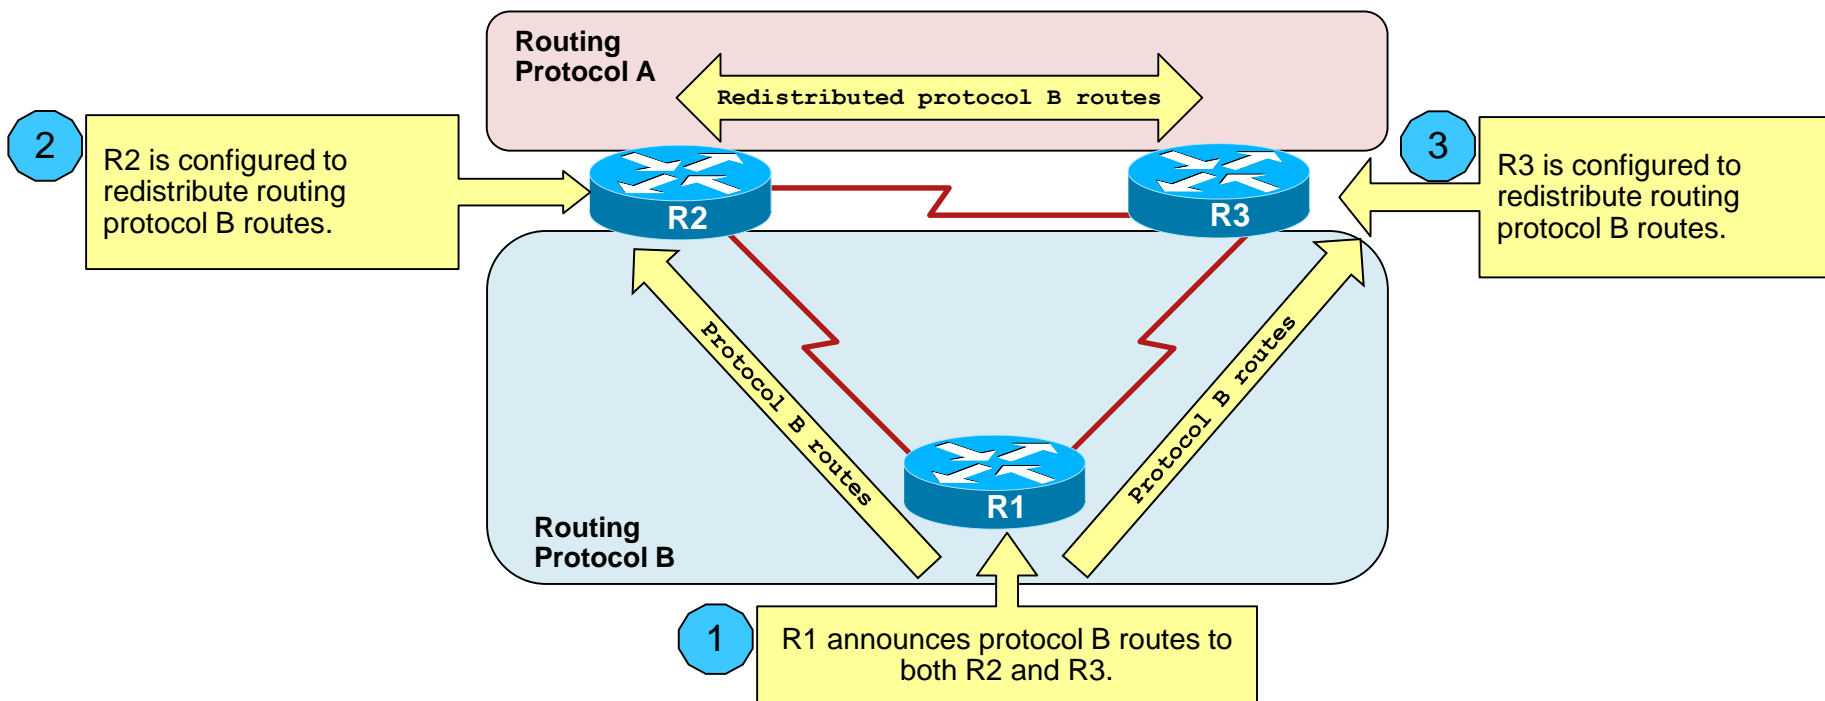 Routing
Protocol A
Redistributed protocol B routes
2
R2 is configured to
redistribute routing
protocol B routes.
3
R3 is configured to
redistribute routing
protocol B routes.
R2
R3
Protocol B routes
Protocol B routes
R1
Routing
Protocol B
1
R1 announces protocol B routes to
both R2 and R3.